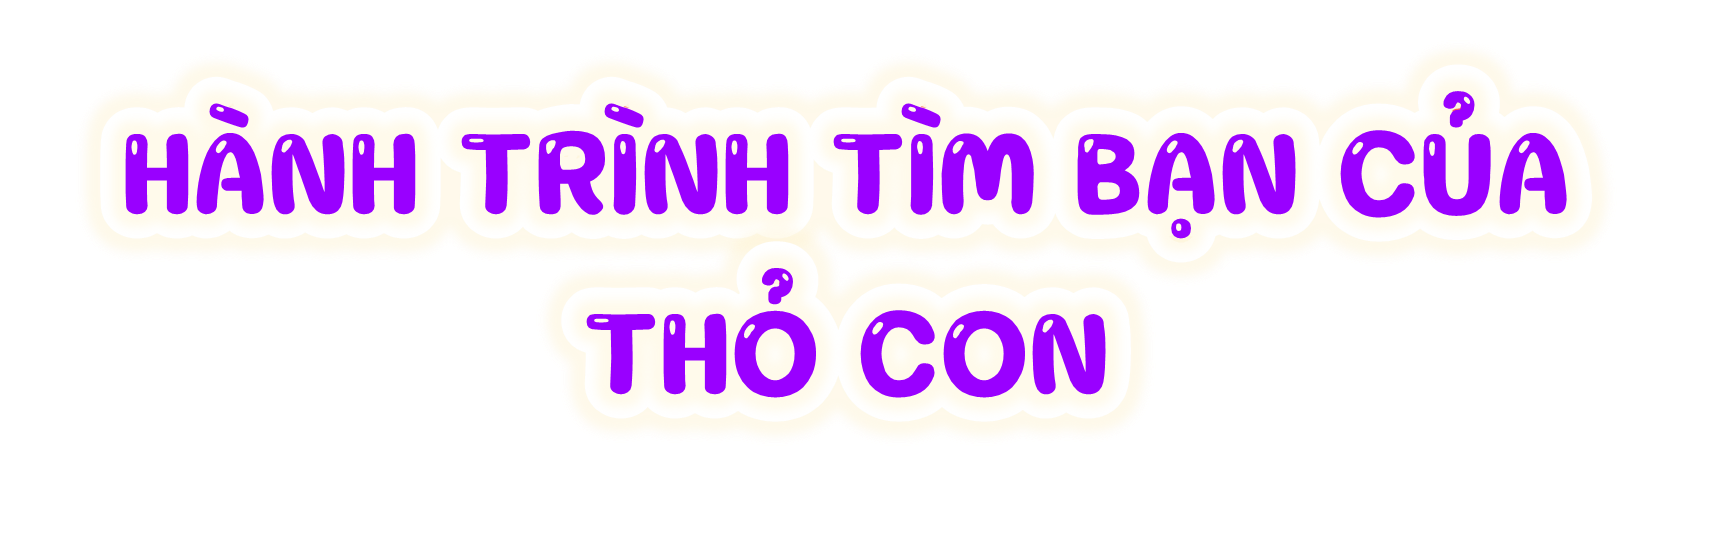 HÀNH TRÌNH TÌM BẠN CỦA
THỎ CON